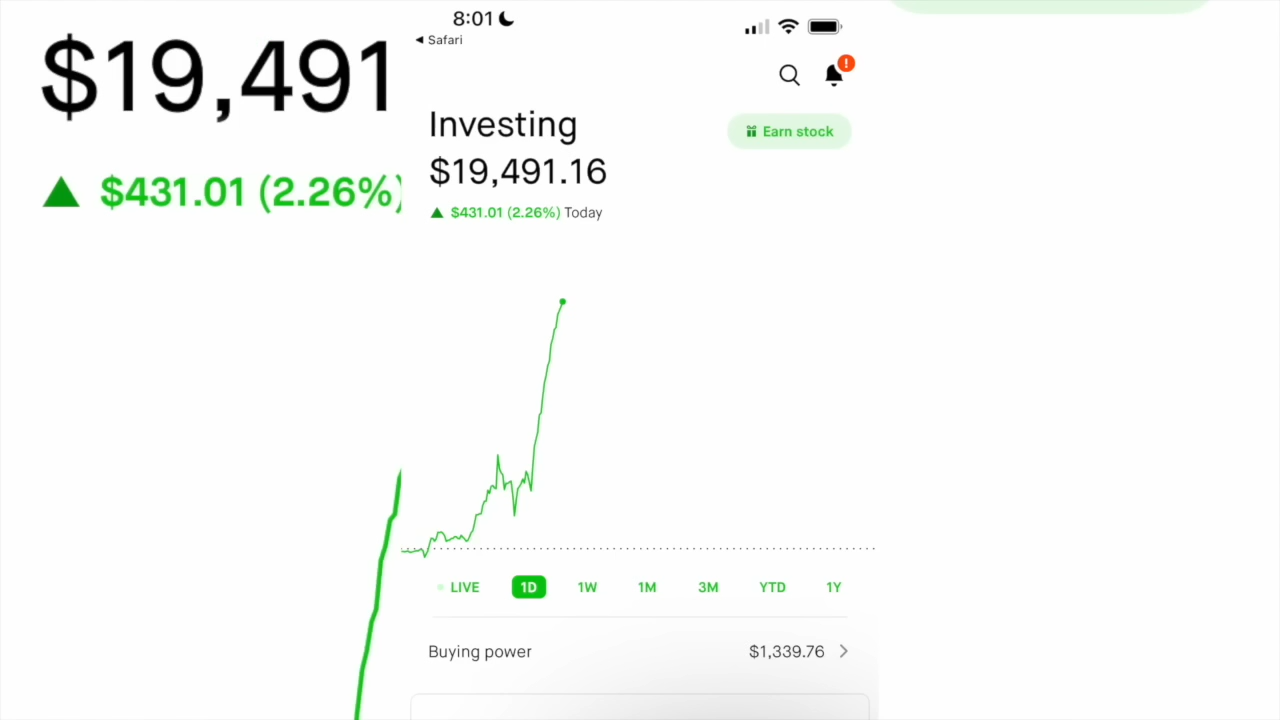 $19,491
$431.01 (2.26%)
8:01
Safari
Investing
$19,491.16
Earn stock
$431.01 (2.26%) Today
LIVE 1D 1W 1M 3M YTD 1Y
Buying power $1,339.76